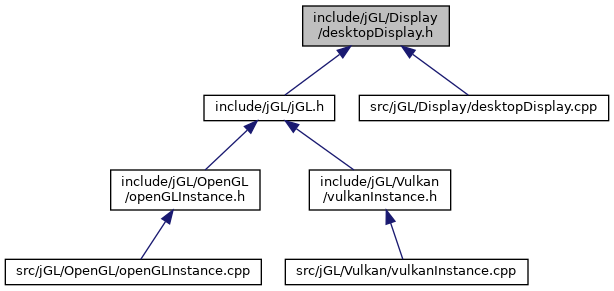 include/jGL/Display
/desktopDisplay.h
include/jGL/jGL.h
src/jGL/Display/desktopDisplay.cpp
include/jGL/OpenGL
/openGLInstance.h
include/jGL/Vulkan
/vulkanInstance.h
src/jGL/OpenGL/openGLInstance.cpp
src/jGL/Vulkan/vulkanInstance.cpp